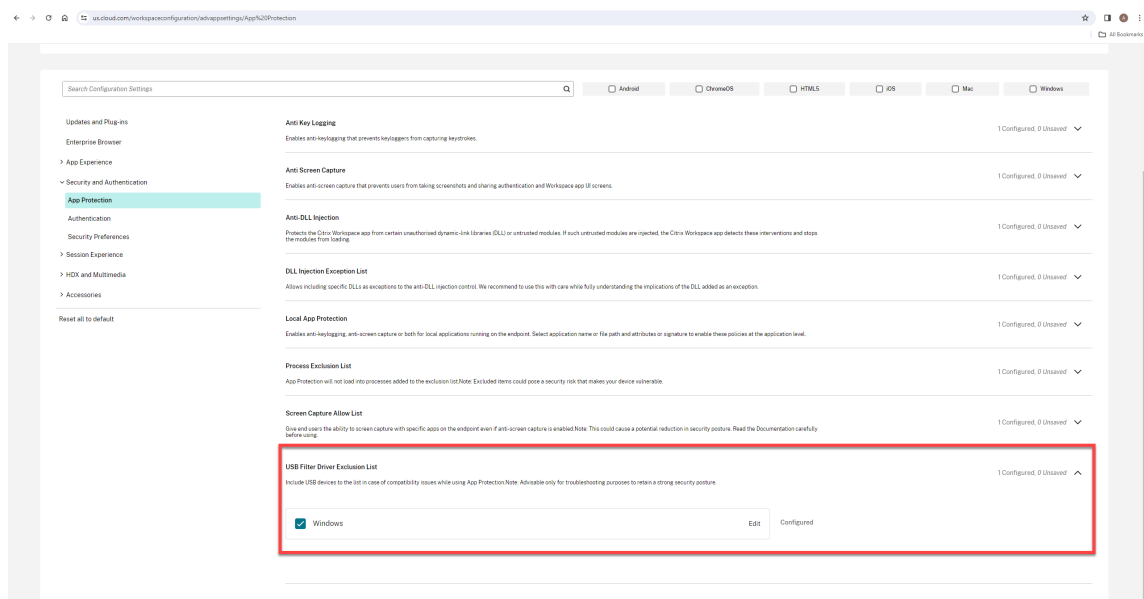 us.cloud.com/workspaceconfiguration/advappsettings/App%20Protection
All Bookmarks
Search Configuration Settings
Android
ChromeOS
HTML5
iOS
Mac
Windows
Updates and Plug-ins
Enterprise Browser
App Experience
Security and Authentication
App Protection
Authentication
Security Preferences
Session Experience
HDX and Multimedia
Accessories
Reset all to default
Anti Key Logging
1 Configured, 0 Unsaved
Enables anti-keylogging that prevents keyloggers from capturing keystrokes.
Anti Screen Capture
1 Configured, 0 Unsaved
Enables anti-screen capture that prevents users from taking screenshots and sharing authentication and Workspace app UI screens.
Anti-DLL Injection
1 Configured, 0 Unsaved
Protects the Citrix Workspace app from certain unauthorised dynamic-link libraries (DLL) or untrusted modules. If such untrusted modules are injected, the Citrix Workspace app detects these interventions and stops
the modules from loading.
DLL Injection Exception List
1 Configured, 0 Unsaved
Allows including specific DLLs as exceptions to the anti-DLL injection control. We recommend to use this with care while fully understanding the implications of the DLL added as an exception.
Local App Protection
1 Configured, 0 Unsaved
Enables anti-keylogging, anti-screen capture or both for local applications running on the endpoint. Select application name or file path and attributes or signature to enable these policies at the application level.
Process Exclusion List
1 Configured, 0 Unsaved
App Protection will not load into processes added to the exclusion list.Note: Excluded items could pose a security risk that makes your device vulnerable.
Screen Capture Allow List
1 Configured, 0 Unsaved
Give end users the ability to screen capture with specific apps on the endpoint even if anti-screen capture is enabled.Note: This could cause a potential reduction in security posture. Read the Documentation carefully
before using.
USB Filter Driver Exclusion List
1 Configured, 0 Unsaved
Include USB devices to the list in case of compatibility issues while using App Protection.Note: Advisable only for troubleshooting purposes to retain a strong security posture.
Windows
Edit
Configured